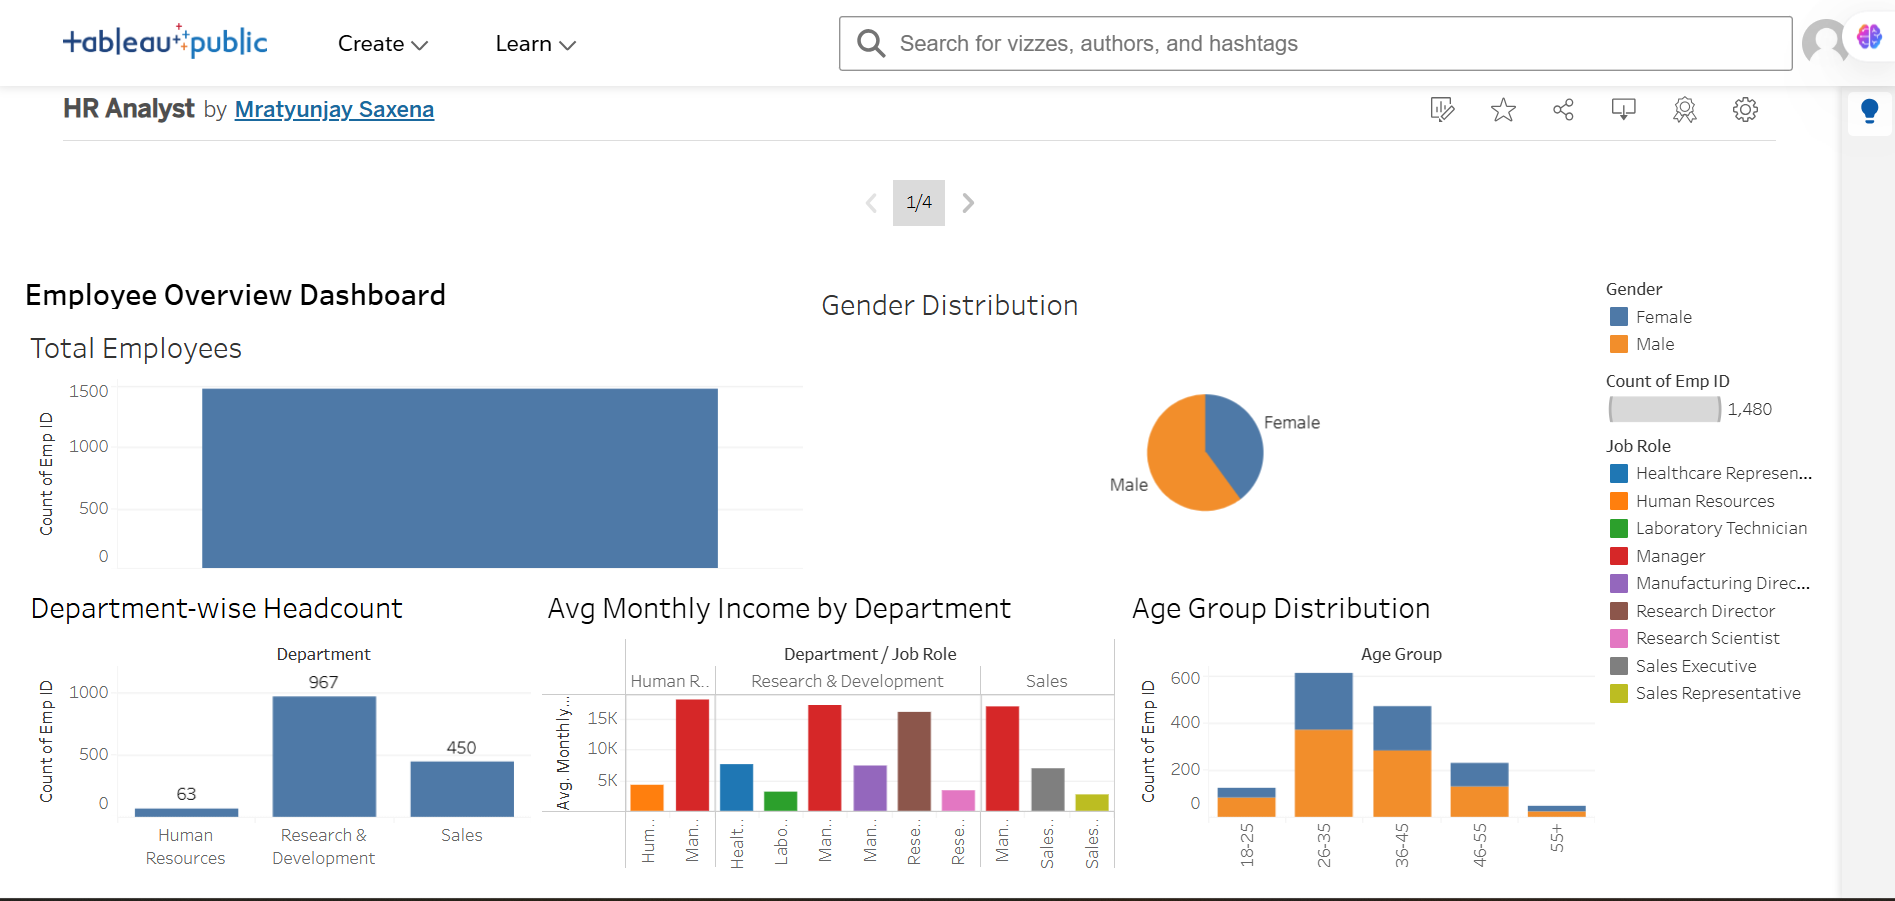 tableau public
Create
Learn
Search for vizzes, authors, and hashtags
HR Analyst by Mratyunjay Saxena
1/4
Employee Overview Dashboard
Total Employees
Count of Emp ID
1500
1000
500
0
Gender Distribution
Female
Male
Gender
Female
Male
Count of Emp ID
1,480
Job Role
Healthcare Represen...
Human Resources
Laboratory Technician
Manager
Manufacturing Direc...
Research Director
Research Scientist
Sales Executive
Sales Representative
Department-wise Headcount
Department
Count of Emp ID
1000
500
0
63
967
450
Human Resources
Research & Development
Sales
Avg Monthly Income by Department
Department / Job Role
Human R..
Research & Development
Sales
Avg. Monthly...
15K
10K
5K
Hum..
Man..
Healt..
Labo..
Man..
Man..
Rese..
Rese..
Man..
Sales..
Sales..
Age Group Distribution
Age Group
Count of Emp ID
600
400
200
0
18-25
26-35
36-45
46-55
55+